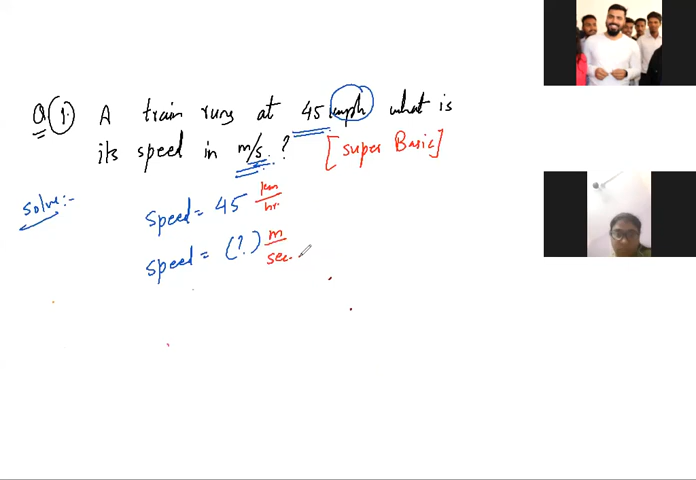 Q(1.) A train runs at 45 kmph what is
its speed in m/s. ? [super Basic]
solve:-
speed = 45 km/hr.
speed = (?) m/sec.